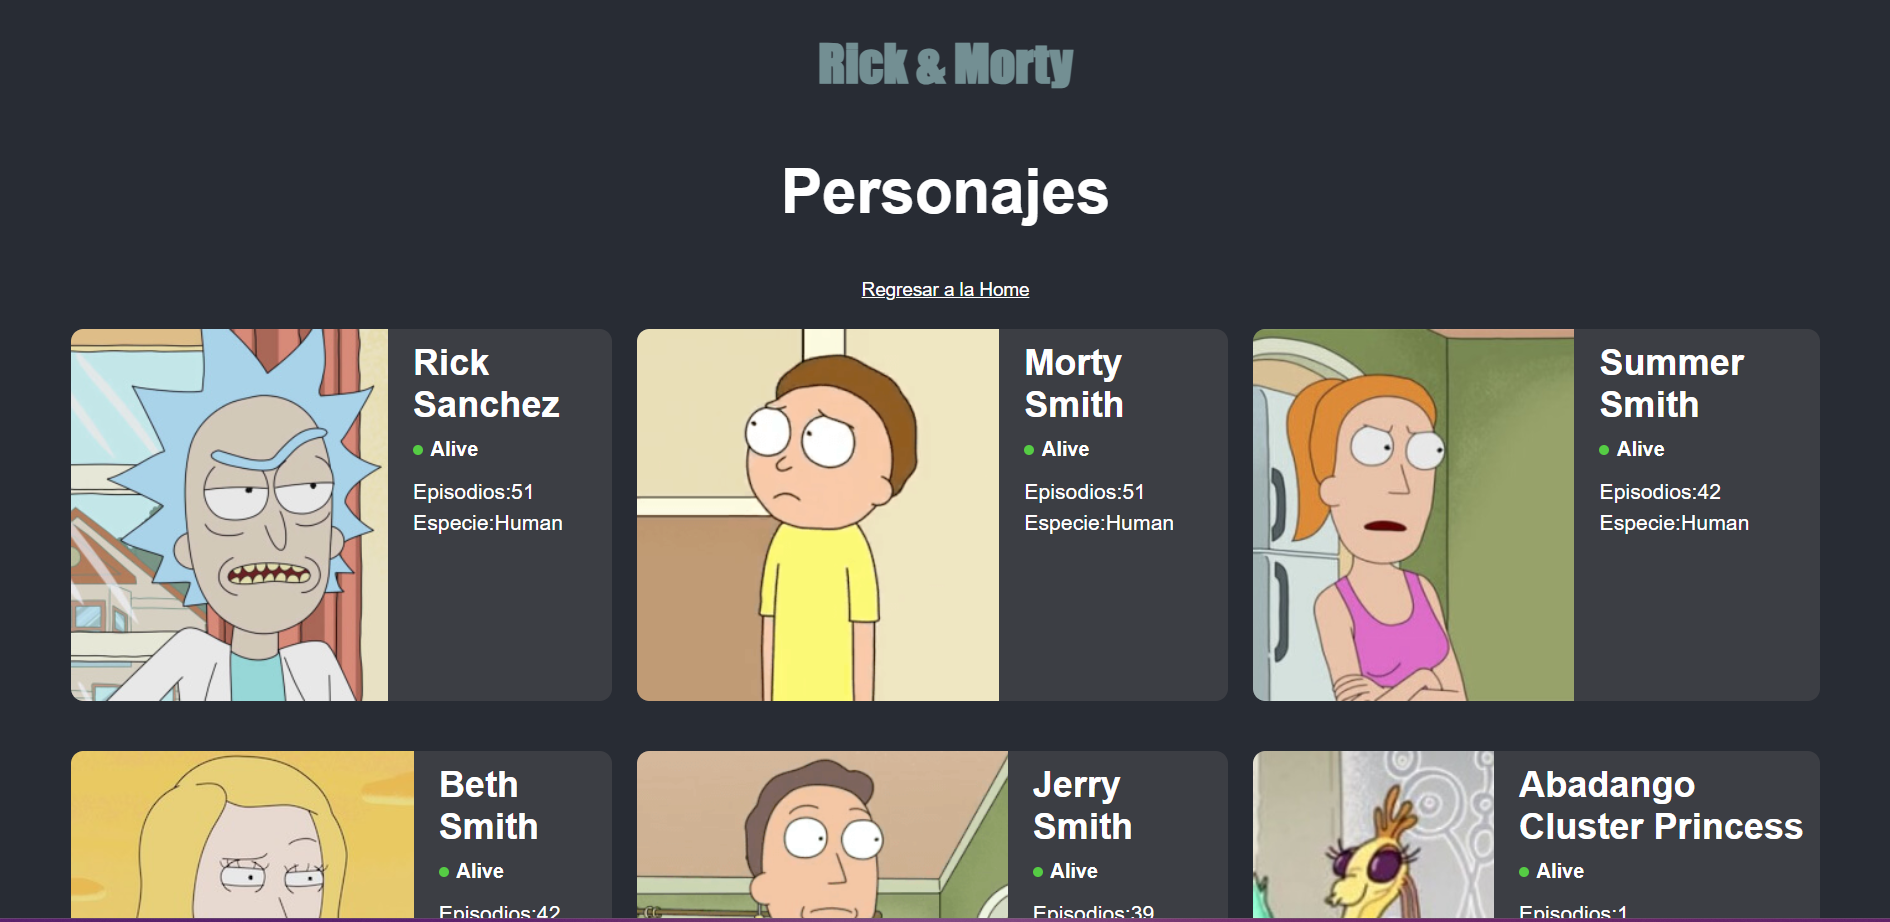 Rick & Morty
Personajes
Regresar a la Home
Rick
Sanchez
Alive
Episodios:51
Especie:Human
Morty
Smith
Alive
Episodios:51
Especie:Human
Summer
Smith
Alive
Episodios:42
Especie:Human
Beth
Smith
Alive
Episodios:42
Jerry
Smith
Alive
Episodios:39
Abadango
Cluster Princess
Alive
Episodios:1